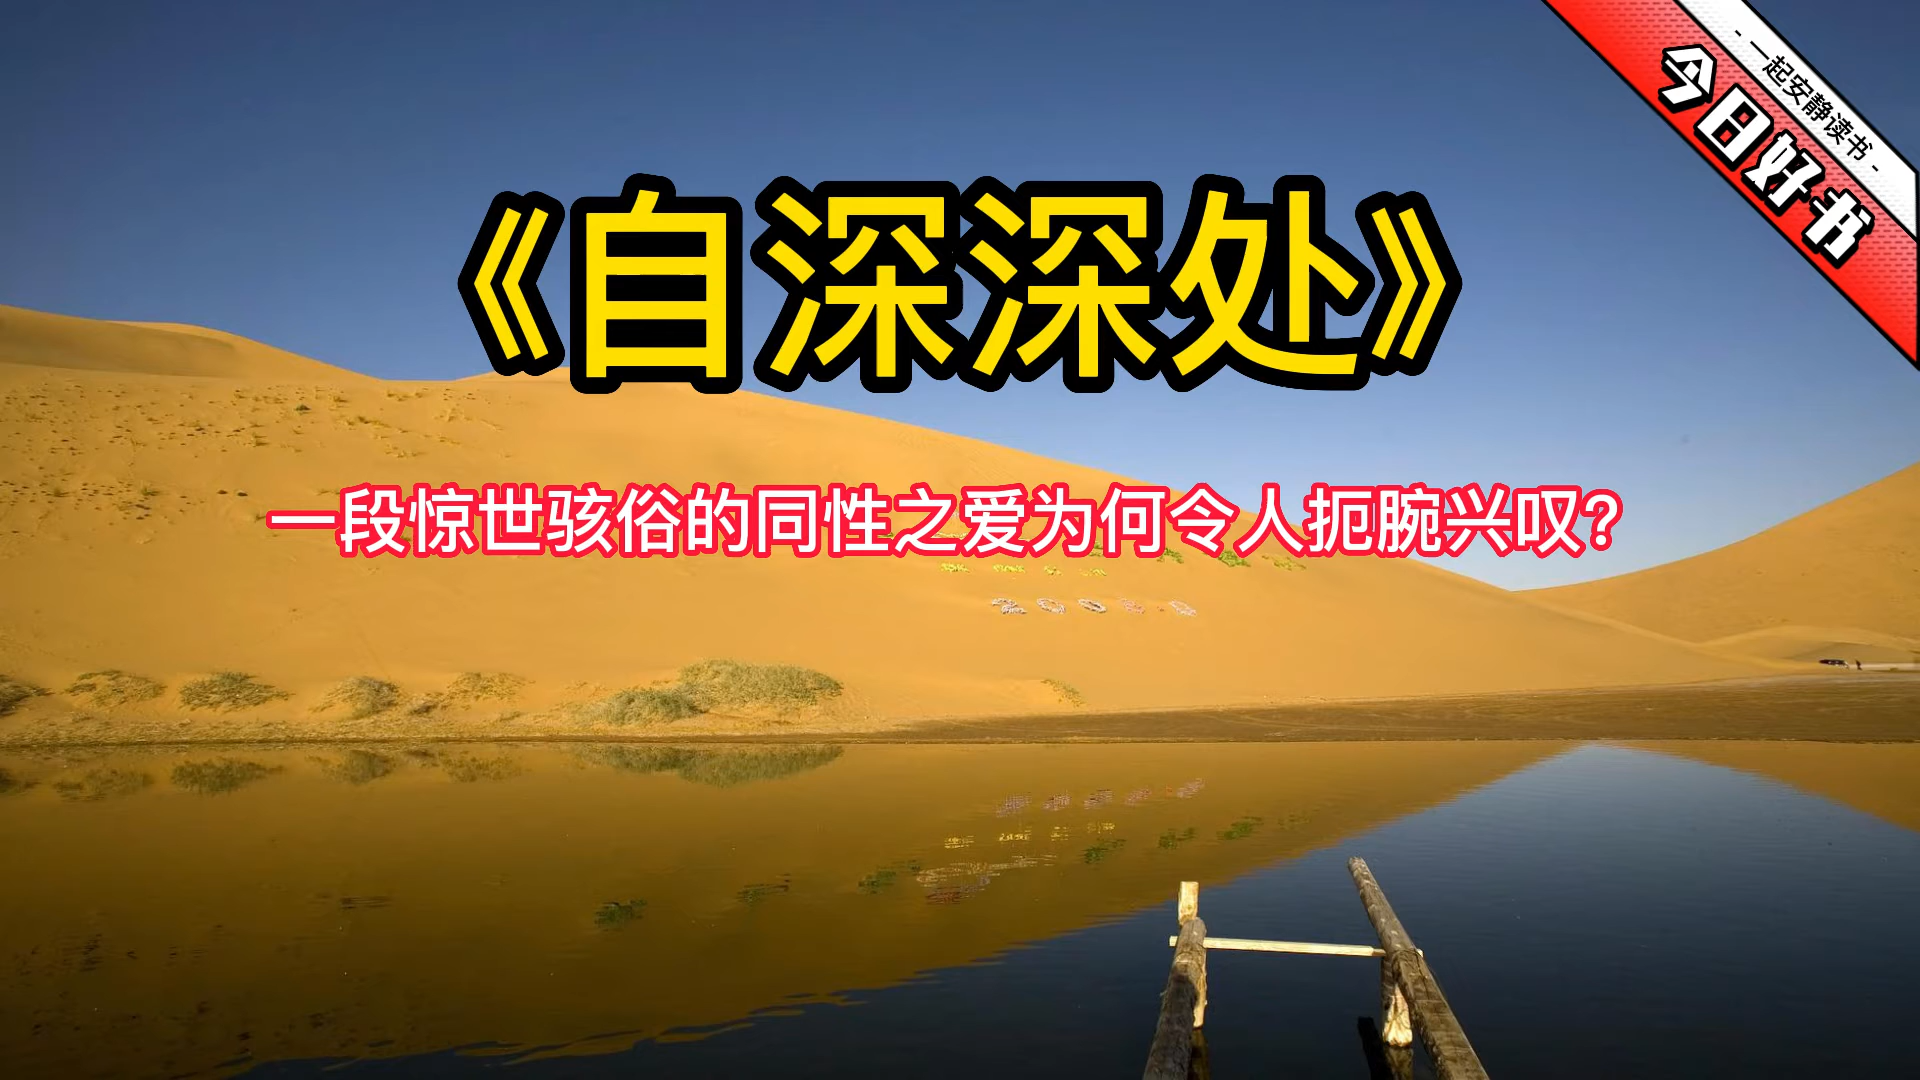 - 一起安静读书 -
今日好书
《自深深处》
一段惊世骇俗的同性之爱为何令人扼腕兴叹？